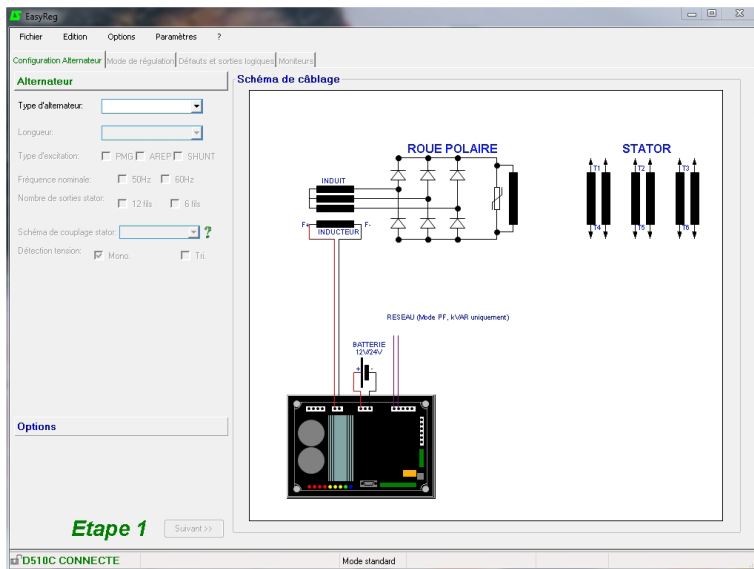 EasyReg
Fichier Edition Options Paramètres ?
Configuration Alternateur Mode de régulation Défauts et sorties logiques Moniteurs
Alternateur
Type d'alternateur:
Longueur:
Type d'excitation: PMG AREP SHUNT
Fréquence nominale: 50Hz 60Hz
Nombre de sorties stator: 12 fils 6 fils
Schéma de couplage stator: ?
Détection tension: Mono. Tri
Options
Etape 1 Suivant >>
Schéma de câblage
ROUE POLAIRE
STATOR
INDUIT
T1 T2 T3
F+ F-
INDUCTEUR
T4 T5 T6
RESEAU (Mode PF, kVAR uniquement)
BATTERIE
12V/24V
+ -
D510C CONNECTE Mode standard